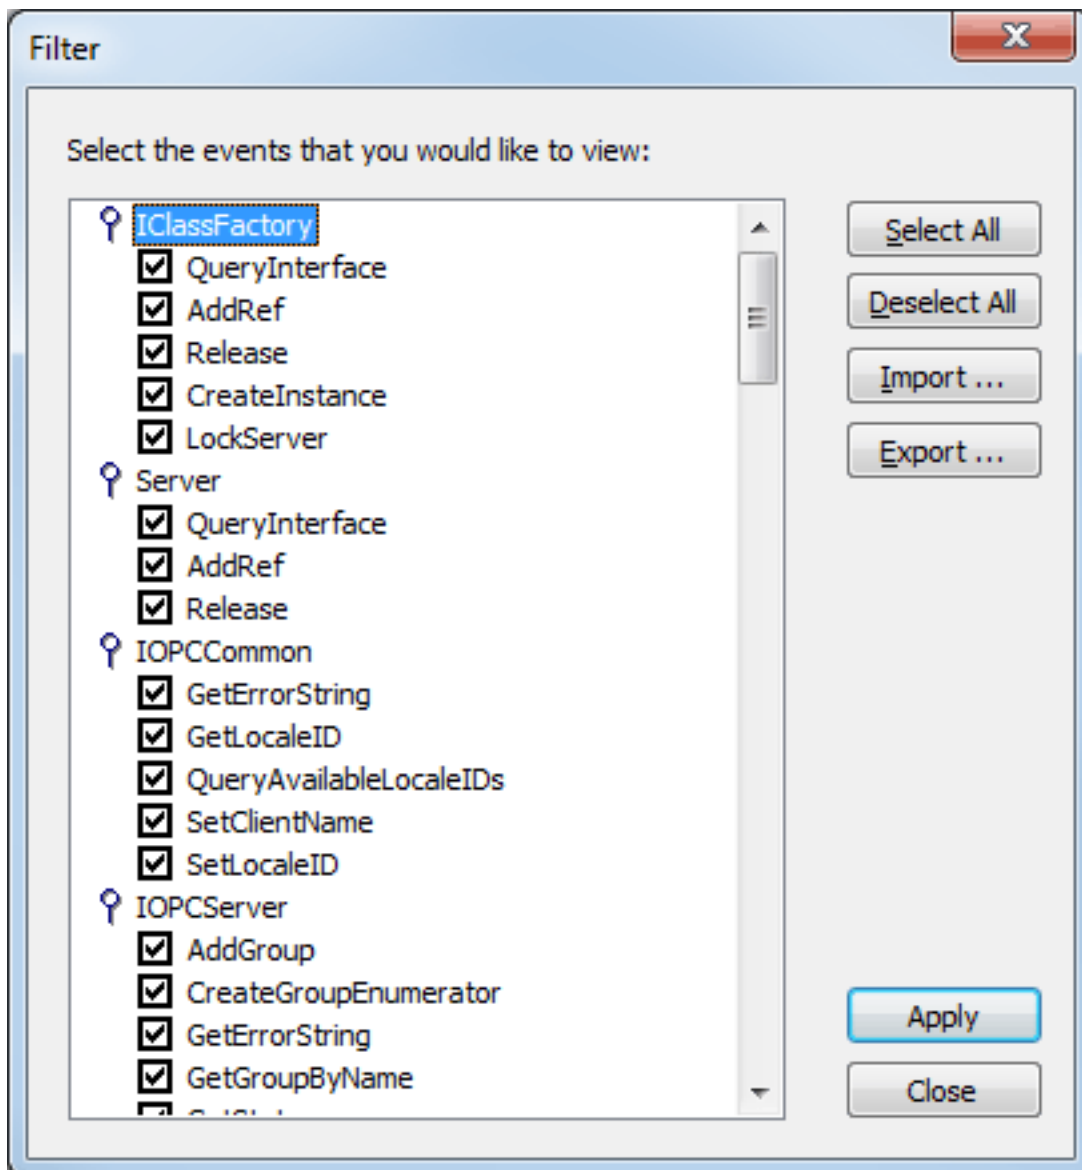 Filter
Select the events that you would like to view:
IClassFactory
QueryInterface
AddRef
Release
CreateInstance
LockServer
Server
QueryInterface
AddRef
Release
IOPCCommon
GetErrorString
GetLocaleID
QueryAvailableLocaleIDs
SetClientName
SetLocaleID
IOPCServer
AddGroup
CreateGroupEnumerator
GetErrorString
GetGroupByName
Select All
Deselect All
Import ...
Export ...
Apply
Close